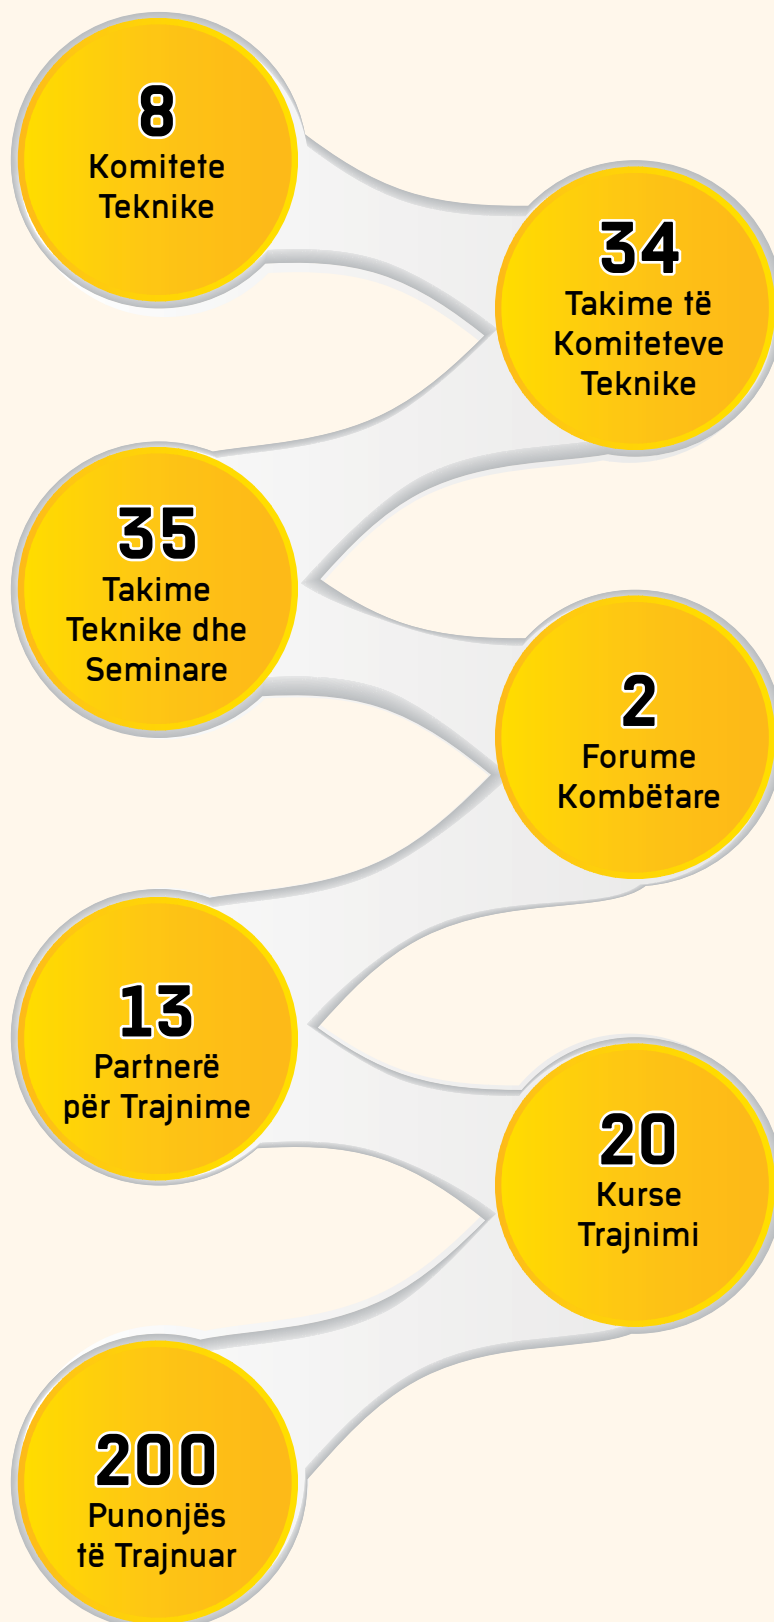 8
Komitete
Teknike
34
Takime të
Komiteteve
Teknike
35
Takime
Teknike dhe
Seminare
2
Forume
Kombëtare
13
Partnerë
për Trajnime
20
Kurse
Trajnimi
200
Punonjës
të Trajnuar